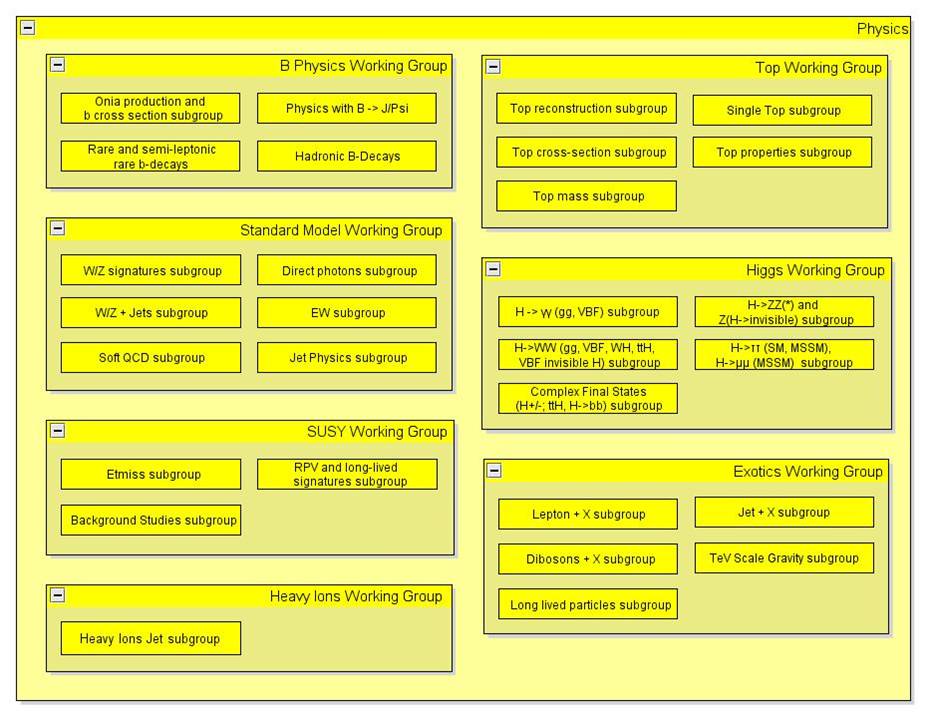 Physics
B Physics Working Group
Onia production and
b cross section subgroup
Physics with B -> J/Psi
Rare and semi-leptonic
rare b-decays
Hadronic B-Decays
Standard Model Working Group
W/Z signatures subgroup
Direct photons subgroup
W/Z + Jets subgroup
EW subgroup
Soft QCD subgroup
Jet Physics subgroup
SUSY Working Group
Etmiss subgroup
RPV and long-lived
signatures subgroup
Background Studies subgroup
Heavy Ions Working Group
Heavy Ions Jet subgroup
Top Working Group
Top reconstruction subgroup
Single Top subgroup
Top cross-section subgroup
Top properties subgroup
Top mass subgroup
Higgs Working Group
H -> γγ (gg, VBF) subgroup
H->ZZ(*) and
Z(H->invisible) subgroup
H->WW (gg, VBF, WH, ttH,
VBF invisible H) subgroup
H->ττ (SM, MSSM),
H->μμ (MSSM) subgroup
Complex Final States
(H+/-; ttH, H->bb) subgroup
Exotics Working Group
Lepton + X subgroup
Jet + X subgroup
Dibosons + X subgroup
TeV Scale Gravity subgroup
Long lived particles subgroup